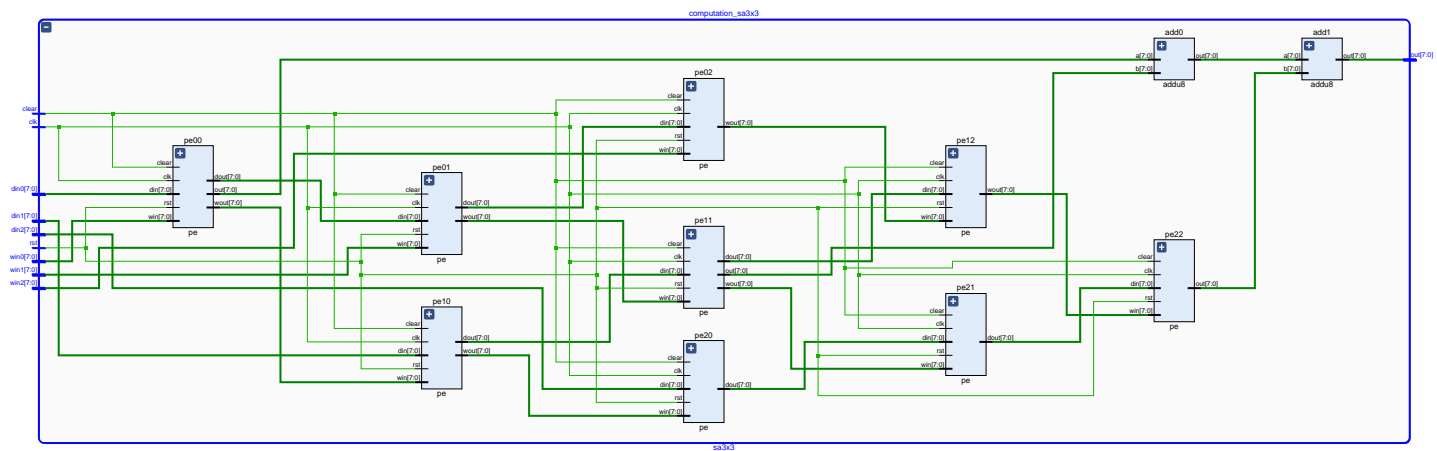 computation_sa3x3
clear
clk
din0[7:0]
din1[7:0]
din2[7:0]
rst
win0[7:0]
win1[7:0]
win2[7:0]
pe00
clear
clk
din[7:0]
rst
win[7:0]
dout[7:0]
out[7:0]
wout[7:0]
pe
pe01
clear
clk
din[7:0]
rst
win[7:0]
dout[7:0]
wout[7:0]
pe
pe10
clear
clk
din[7:0]
rst
win[7:0]
dout[7:0]
wout[7:0]
pe
pe02
clear
clk
din[7:0]
rst
win[7:0]
wout[7:0]
pe
pe11
clear
clk
din[7:0]
rst
win[7:0]
dout[7:0]
out[7:0]
wout[7:0]
pe
pe20
clear
clk
din[7:0]
rst
win[7:0]
dout[7:0]
pe
pe12
clear
clk
din[7:0]
rst
win[7:0]
wout[7:0]
pe
pe21
clear
clk
din[7:0]
rst
win[7:0]
dout[7:0]
pe
add0
a[7:0]
b[7:0]
out[7:0]
addu8
pe22
clear
clk
din[7:0]
rst
win[7:0]
out[7:0]
pe
add1
a[7:0]
b[7:0]
out[7:0]
addu8
out[7:0]
sa3x3